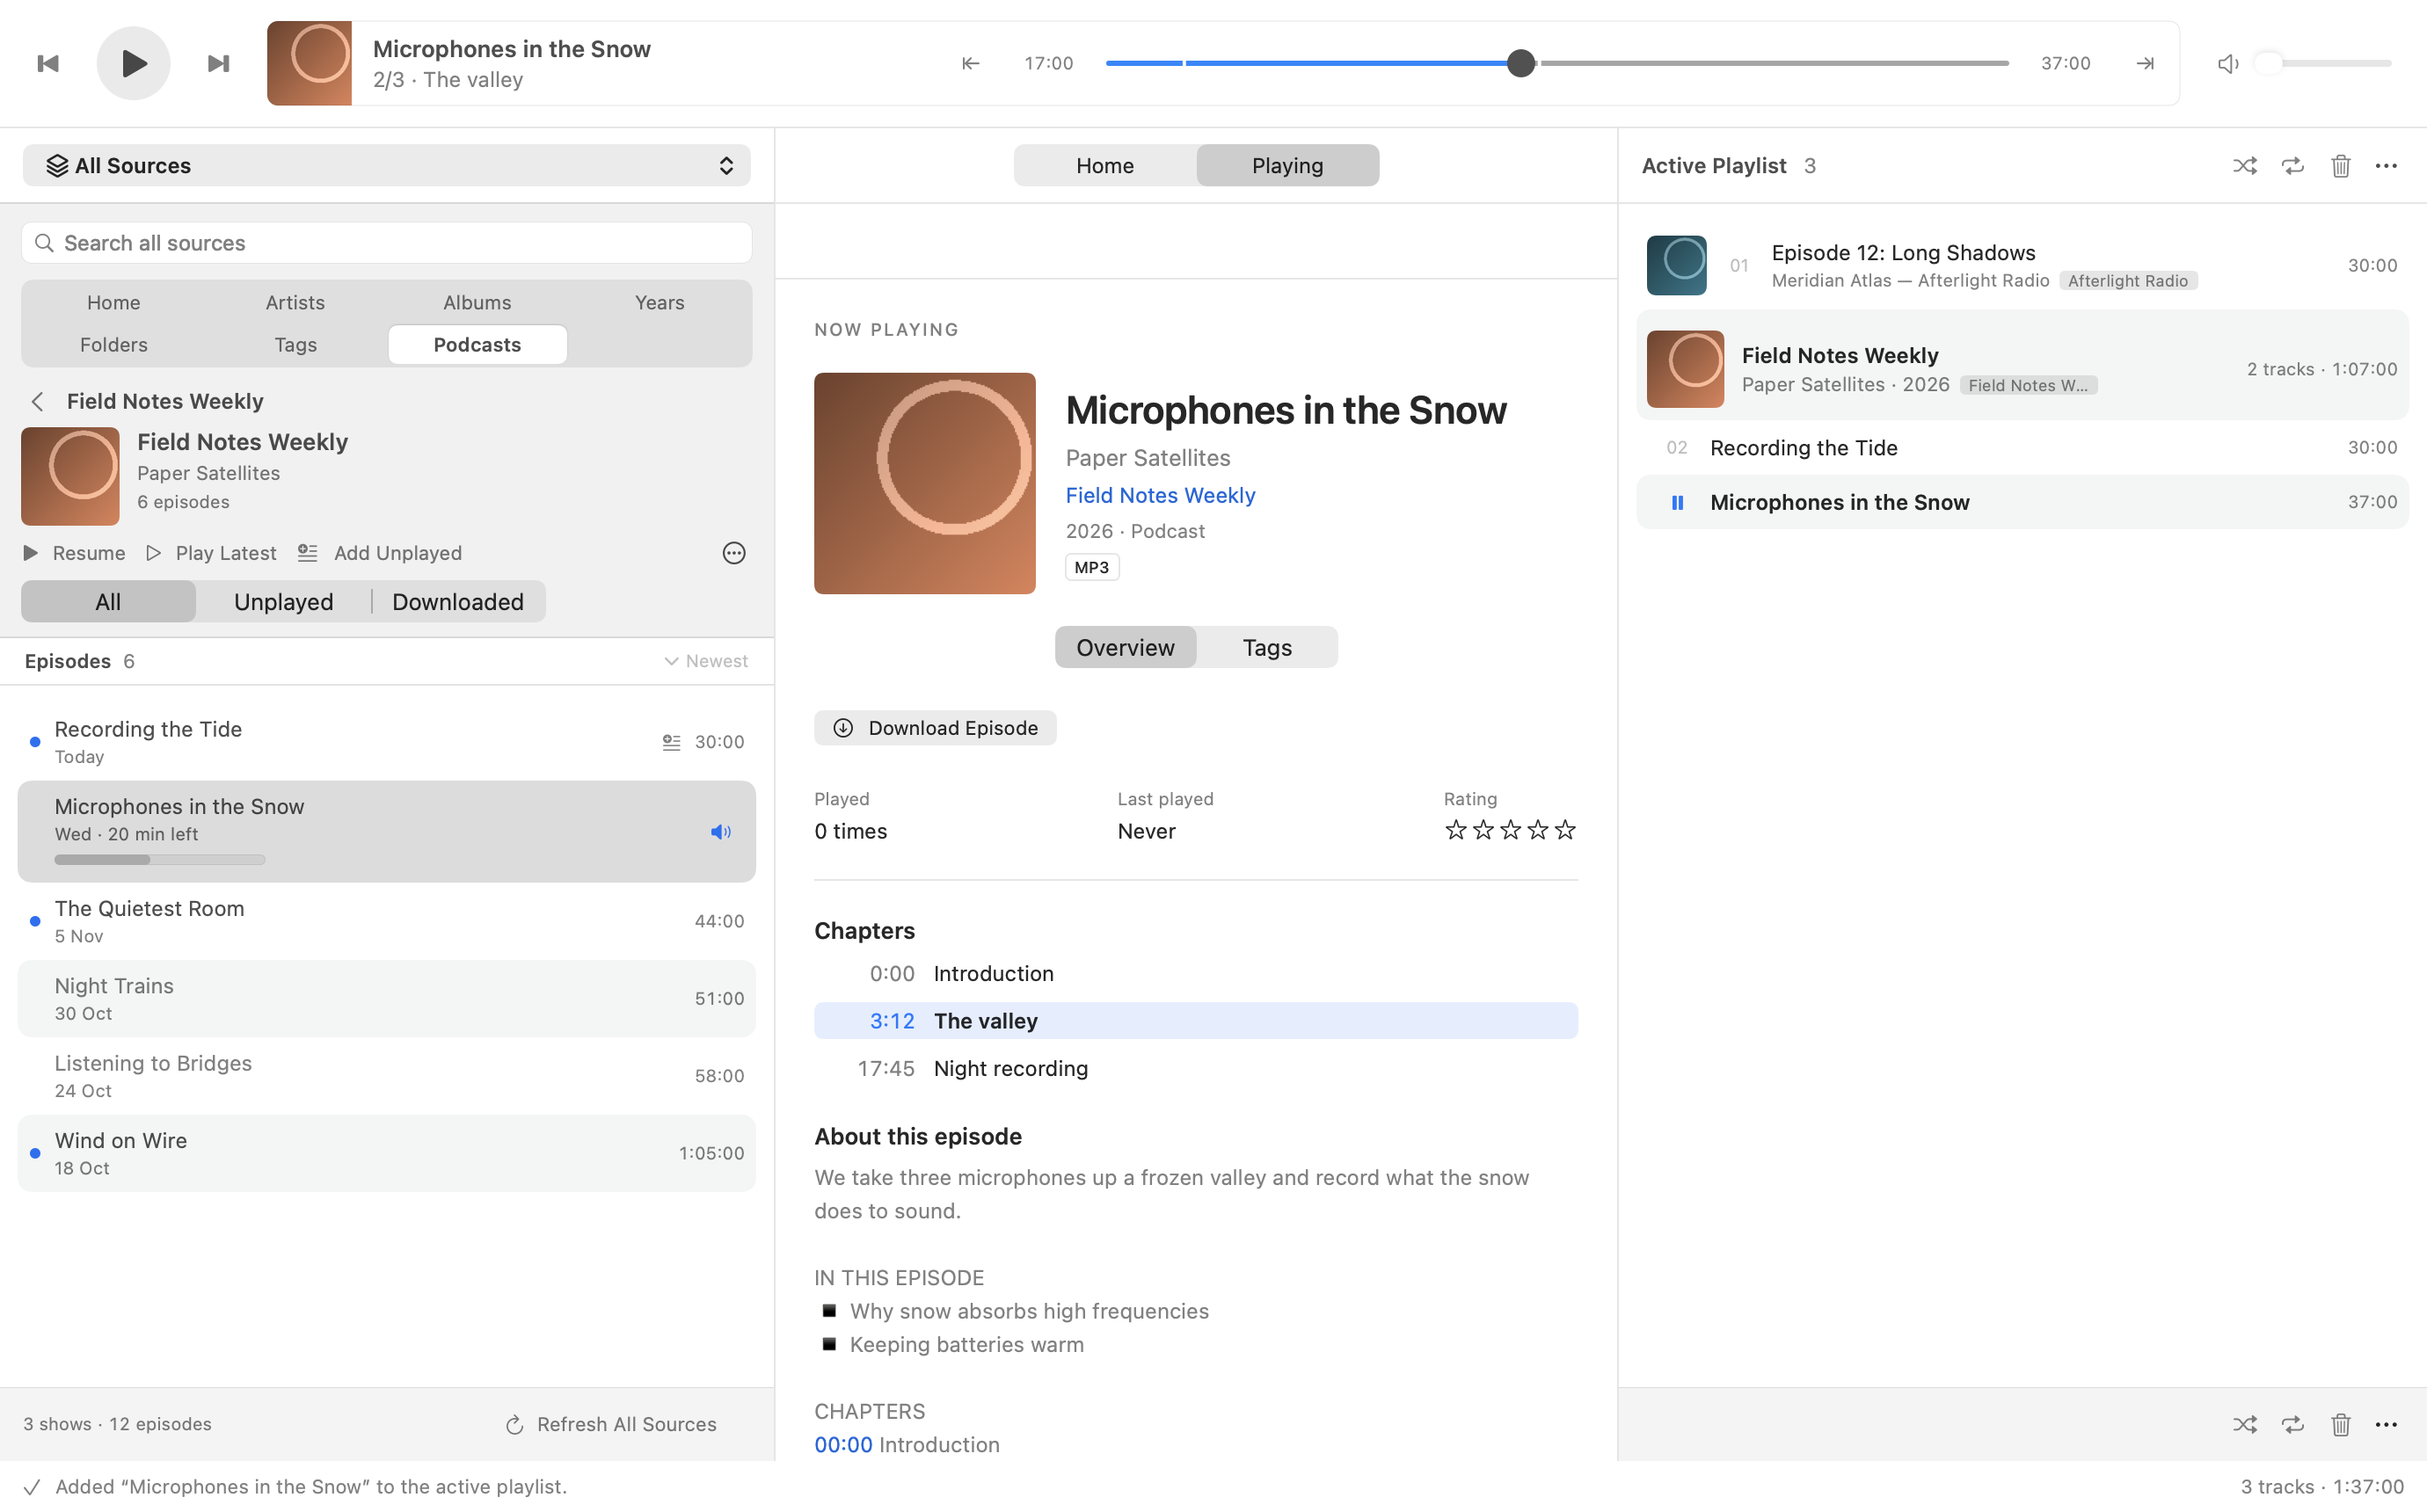 Microphones in the Snow
2/3 · The valley
17:00
37:00
All Sources
Search all sources
Home Artists Albums Years
Folders Tags Podcasts
Field Notes Weekly
Field Notes Weekly
Paper Satellites
6 episodes
Resume Play Latest Add Unplayed
All Unplayed Downloaded
Episodes 6 Newest
Recording the Tide
Today
30:00
Microphones in the Snow
Wed · 20 min left
The Quietest Room
5 Nov
44:00
Night Trains
30 Oct
51:00
Listening to Bridges
24 Oct
58:00
Wind on Wire
18 Oct
1:05:00
3 shows · 12 episodes Refresh All Sources
Home Playing
NOW PLAYING
Microphones in the Snow
Paper Satellites
Field Notes Weekly
2026 · Podcast
MP3
Overview Tags
Download Episode
Played Last played Rating
0 times Never
Chapters
0:00 Introduction
3:12 The valley
17:45 Night recording
About this episode
We take three microphones up a frozen valley and record what the snow
does to sound.
IN THIS EPISODE
Why snow absorbs high frequencies
Keeping batteries warm
CHAPTERS
00:00 Introduction
Active Playlist 3
01 Episode 12: Long Shadows
Meridian Atlas — Afterlight Radio Afterlight Radio
30:00
Field Notes Weekly
Paper Satellites · 2026 Field Notes W...
2 tracks · 1:07:00
02 Recording the Tide 30:00
Microphones in the Snow 37:00
Added “Microphones in the Snow” to the active playlist.
3 tracks · 1:37:00